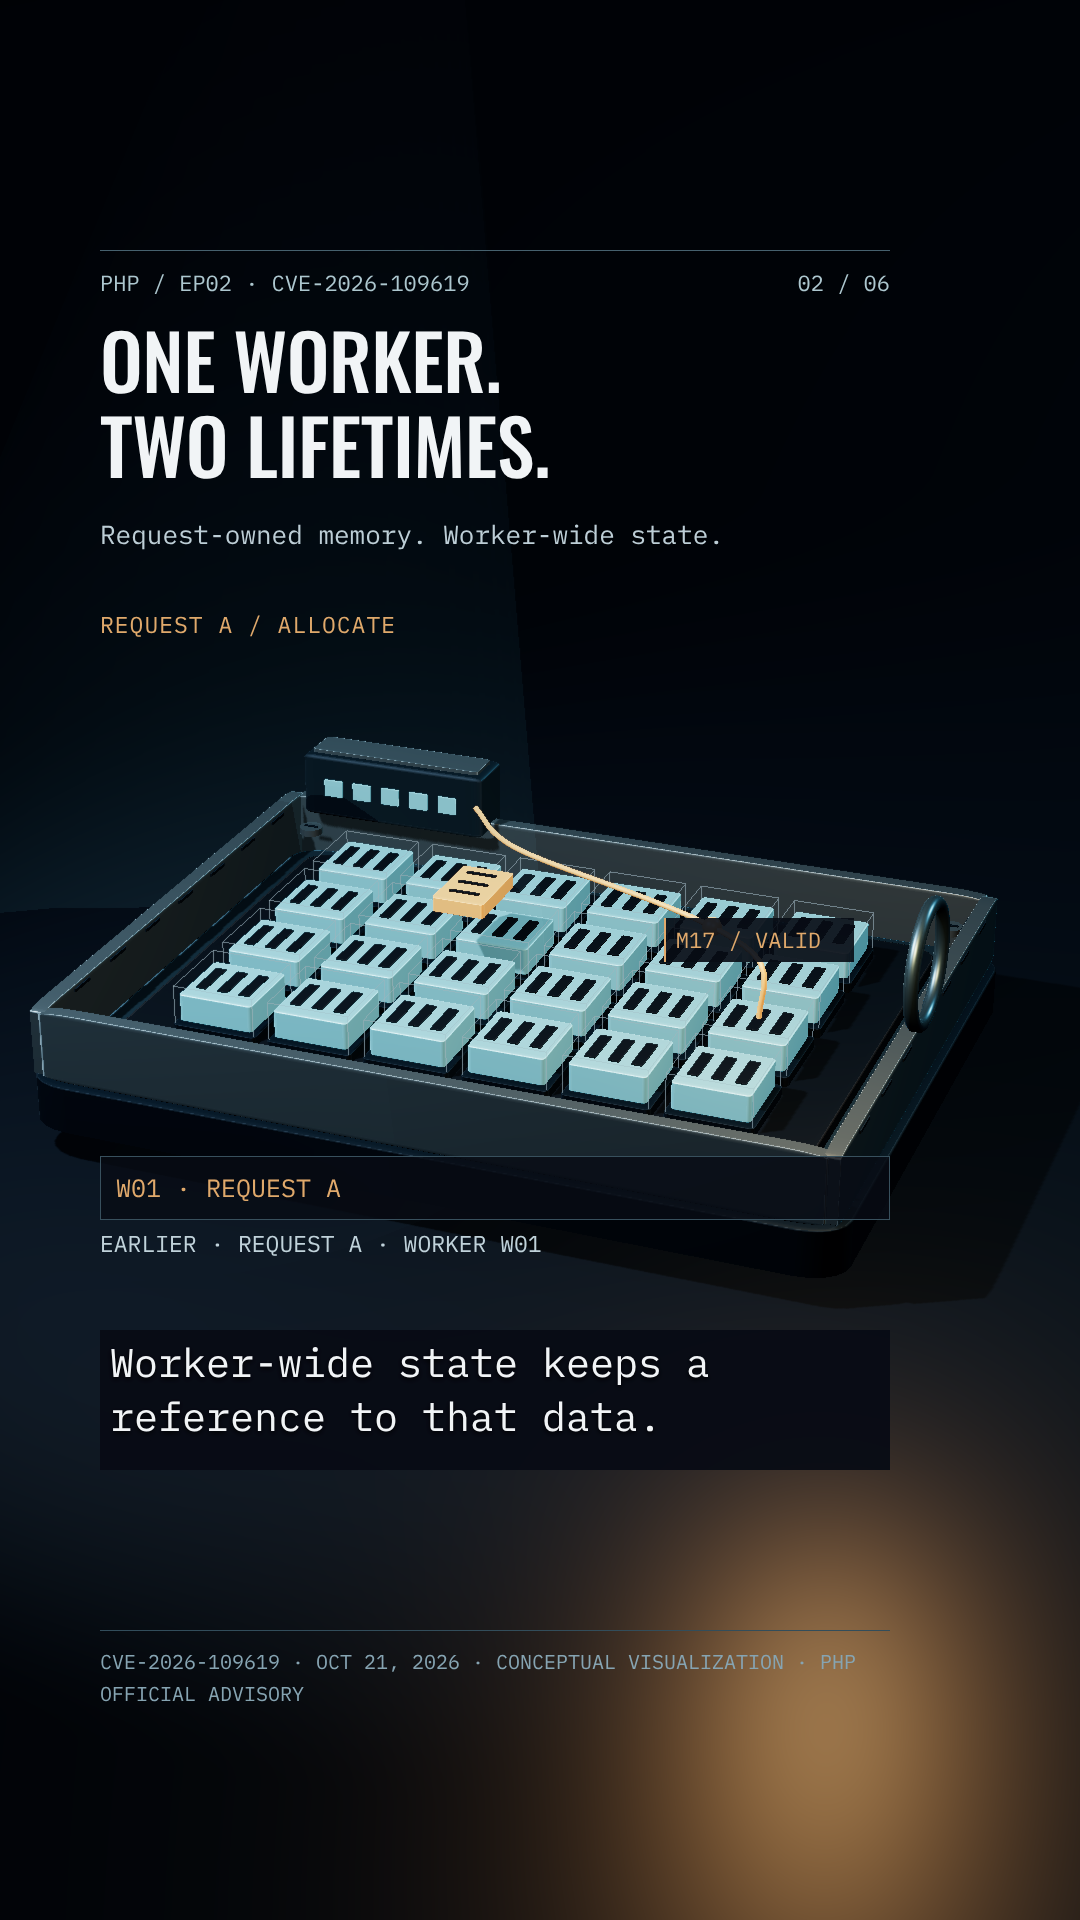 PHP / EP02 · CVE-2026-109619
02 / 06
ONE WORKER.
TWO LIFETIMES.
Request-owned memory. Worker-wide state.
REQUEST A / ALLOCATE
M17 / VALID
W01 · REQUEST A
EARLIER · REQUEST A · WORKER W01
Worker-wide state keeps a
reference to that data.
CVE-2026-109619 · OCT 21, 2026 · CONCEPTUAL VISUALIZATION · PHP
OFFICIAL ADVISORY